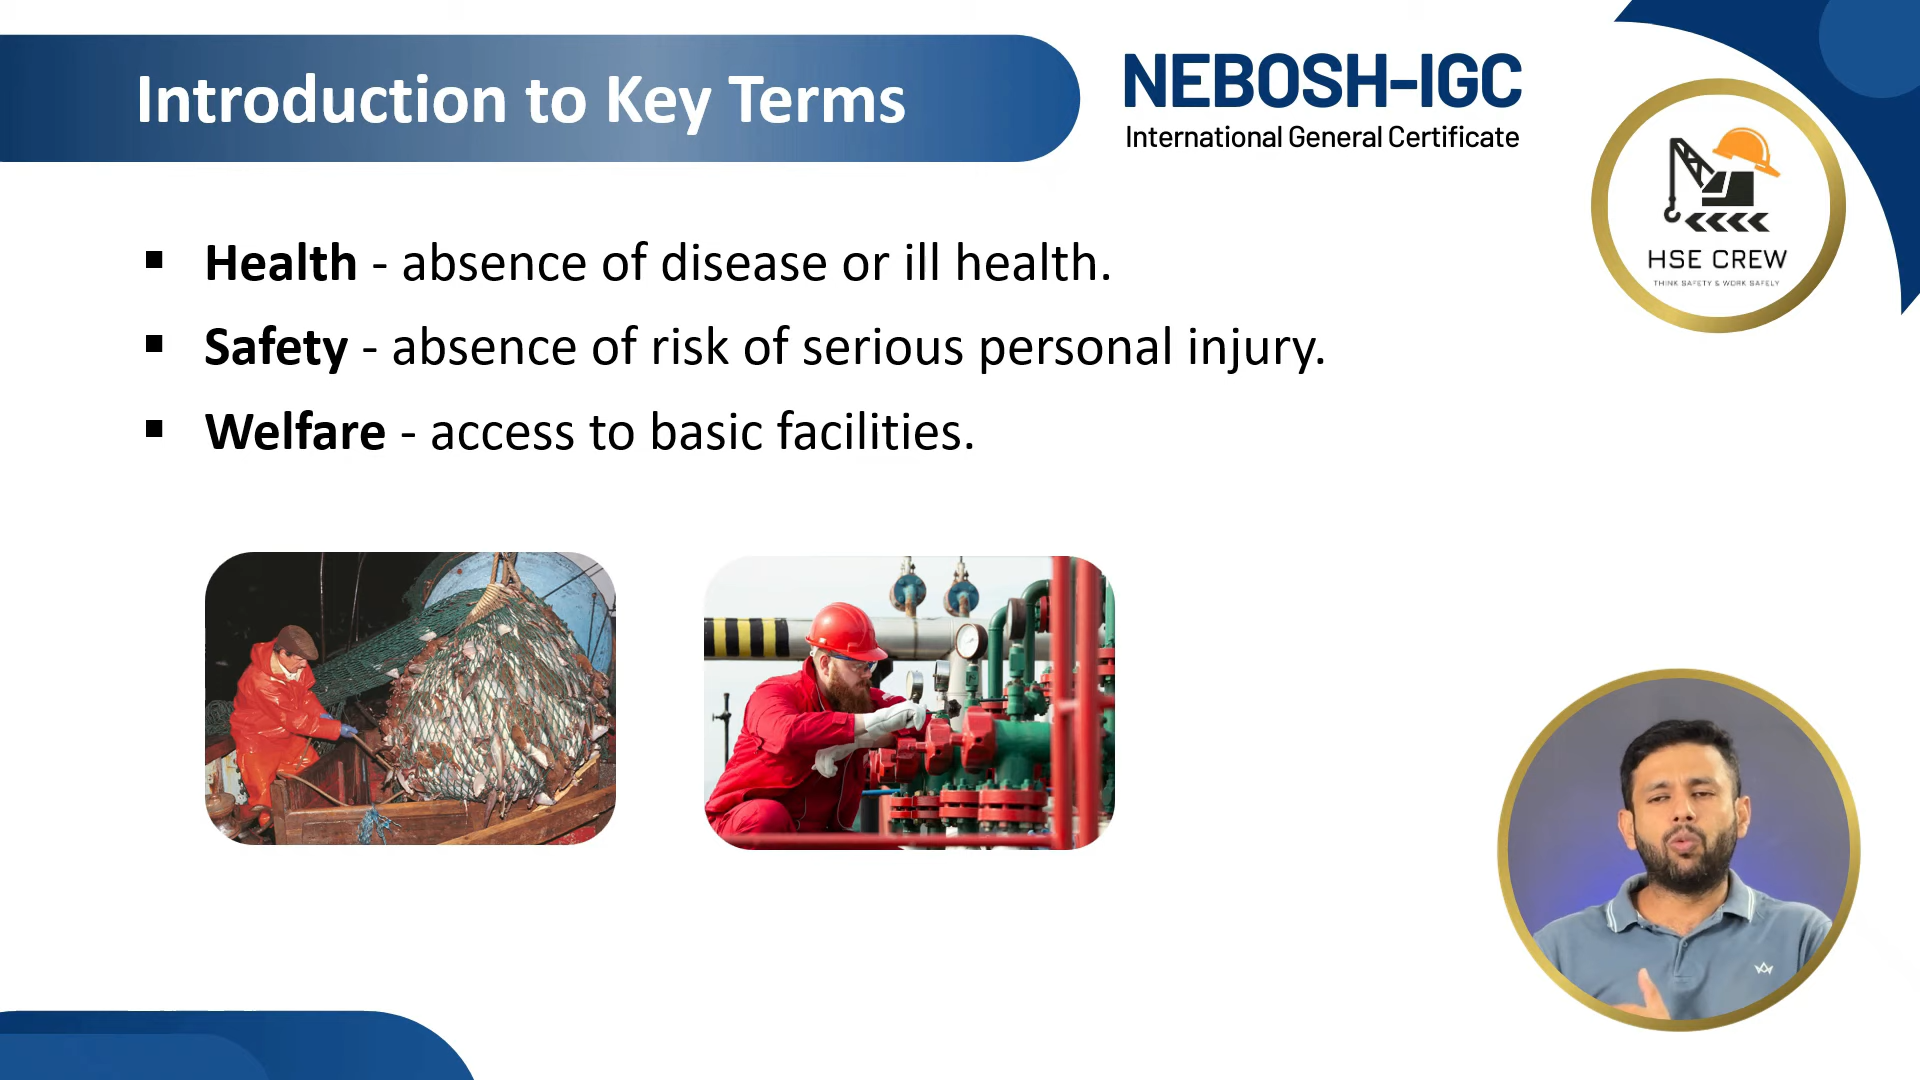 Introduction to Key Terms
NEBOSH-IGC
International General Certificate
HSE CREW
THINK SAFETY & WORK SAFELY
▪ Health - absence of disease or ill health.
▪ Safety - absence of risk of serious personal injury.
▪ Welfare - access to basic facilities.